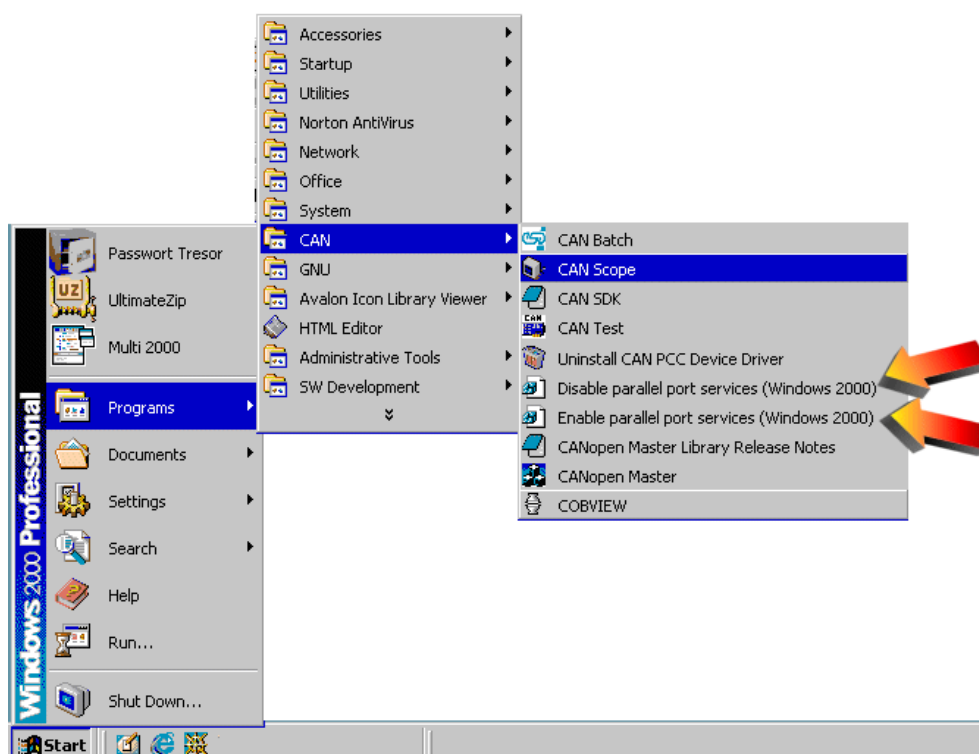 Accessories
Startup
Utilities
Norton AntiVirus
Network
Office
System
CAN
GNU
Avalon Icon Library Viewer
HTML Editor
Administrative Tools
SW Development
CAN Batch
CAN Scope
CAN SDK
CAN
CAN Test
Uninstall CAN PCC Device Driver
Disable parallel port services (Windows 2000)
Enable parallel port services (Windows 2000)
CANopen Master Library Release Notes
CANopen Master
COBVIEW
Passwort Tresor
UZ
UltimateZip
Multi 2000
Programs
Documents
Settings
Search
Help
Run...
Shut Down...
Windows 2000 Professional
Start